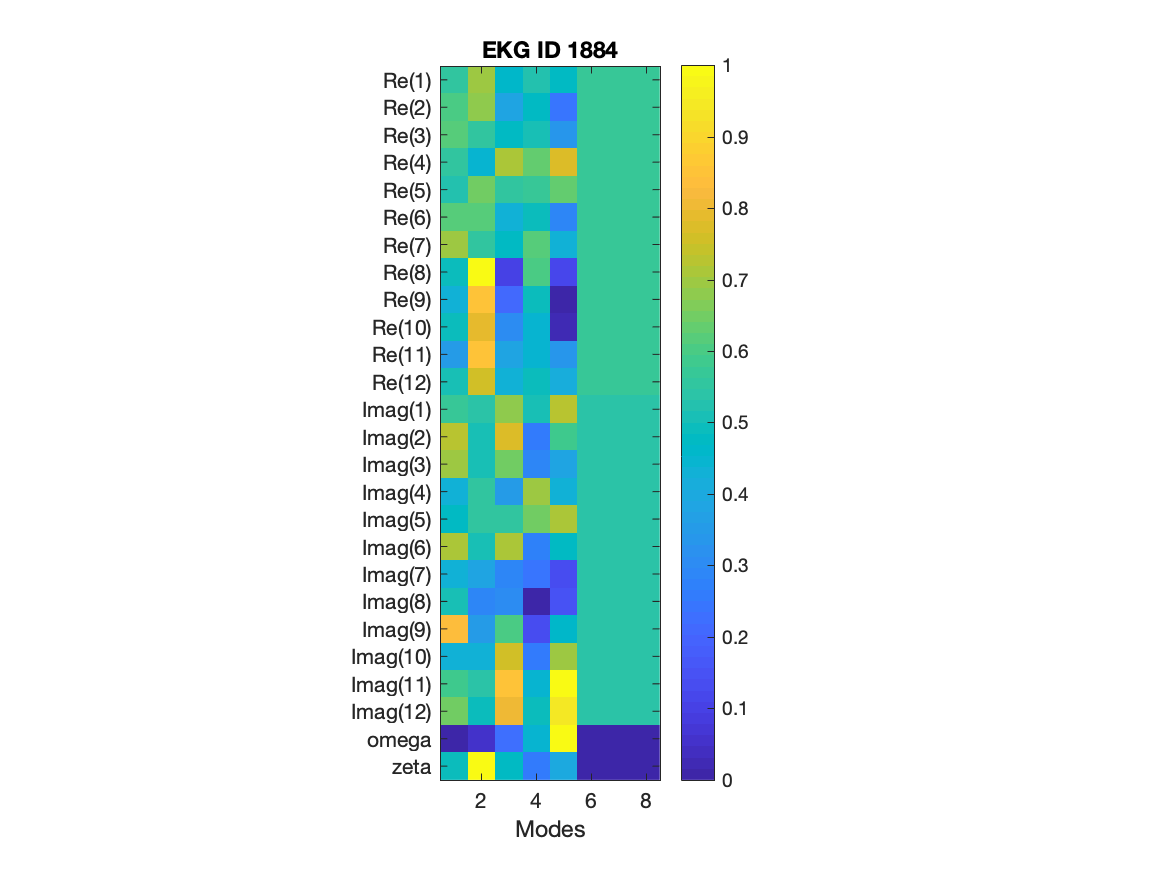 EKG ID 1884
Re(1)
Re(2)
Re(3)
Re(4)
Re(5)
Re(6)
Re(7)
Re(8)
Re(9)
Re(10)
Re(11)
Re(12)
Imag(1)
Imag(2)
Imag(3)
Imag(4)
Imag(5)
Imag(6)
Imag(7)
Imag(8)
Imag(9)
Imag(10)
Imag(11)
Imag(12)
omega
zeta
2 4 6 8
Modes
1
0.9
0.8
0.7
0.6
0.5
0.4
0.3
0.2
0.1
0